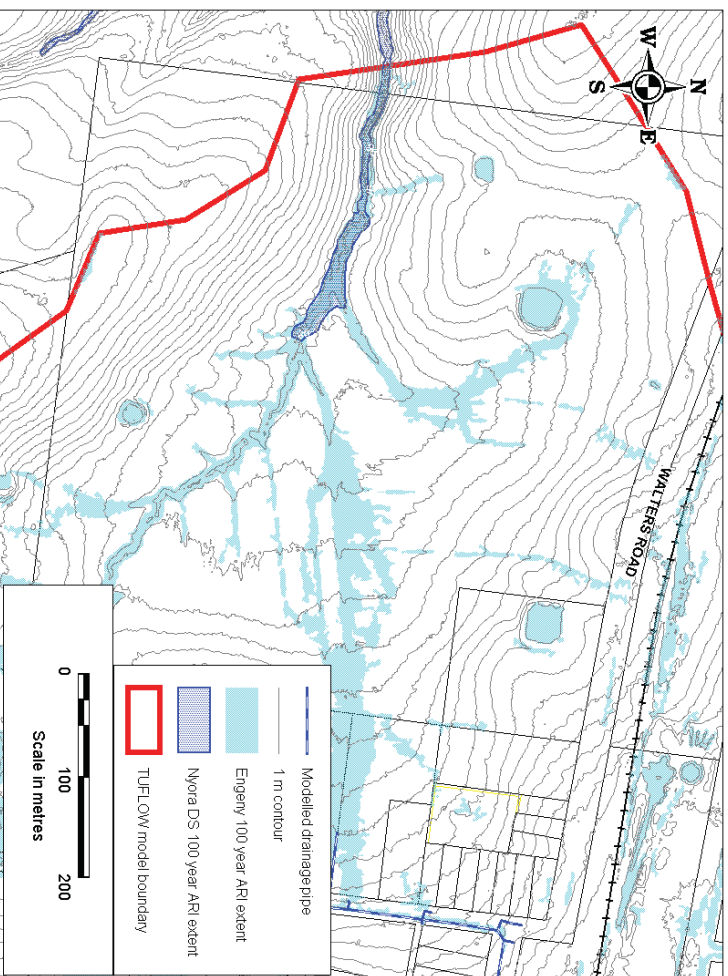 N
W
E
S
WALTERS ROAD
Modelled drainage pipe
1 m contour
Engeny 100 year ARI extent
Nyora DS 100 year ARI extent
TUFLOW model boundary
0 100 200
Scale in metres